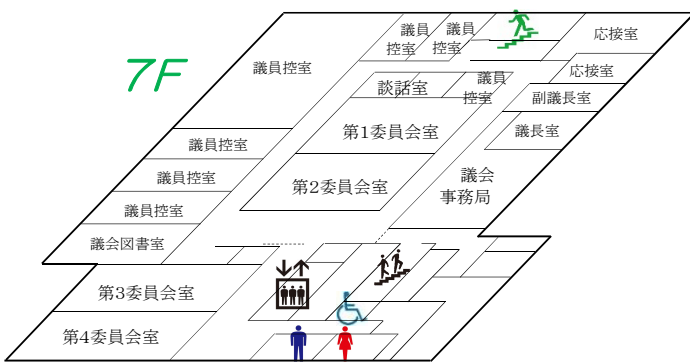 7F
議員
控室
議員
控室
応接室
議員控室
談話室
議員
控室
応接室
副議長室
第1委員会室
議長室
議員控室
議員控室
第2委員会室
議会
事務局
議員控室
議会図書室
第3委員会室
第4委員会室